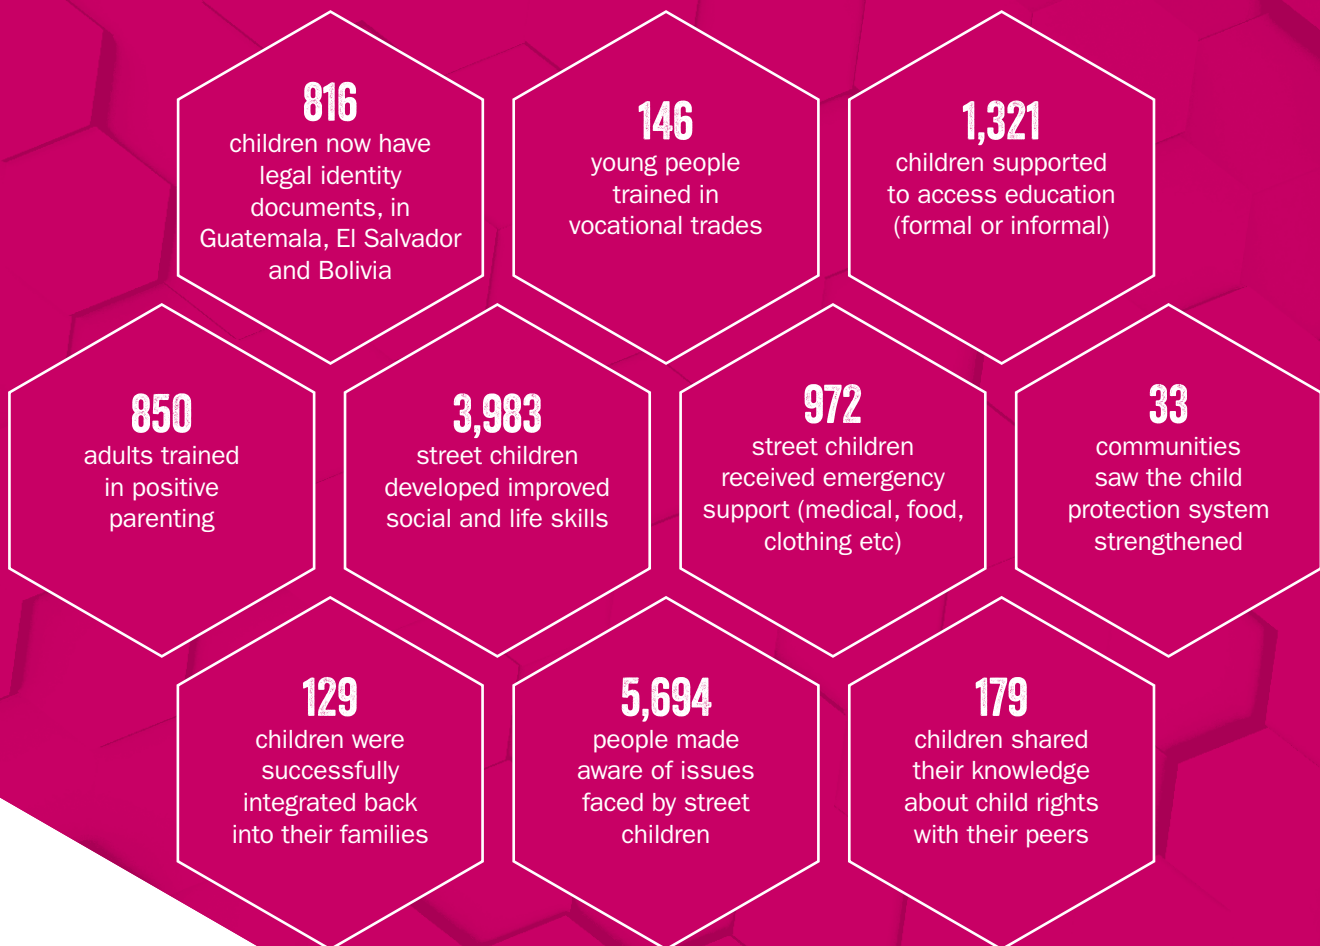 816
children now have
legal identity
documents, in
Guatemala, El Salvador
and Bolivia
146
young people
trained in
vocational trades
1,321
children supported
to access education
(formal or informal)
850
adults trained
in positive
parenting
3,983
street children
developed improved
social and life skills
972
street children
received emergency
support (medical, food,
clothing etc)
33
communities
saw the child
protection system
strengthened
129
children were
successfully
integrated back
into their families
5,694
people made
aware of issues
faced by street
children
179
children shared
their knowledge
about child rights
with their peers